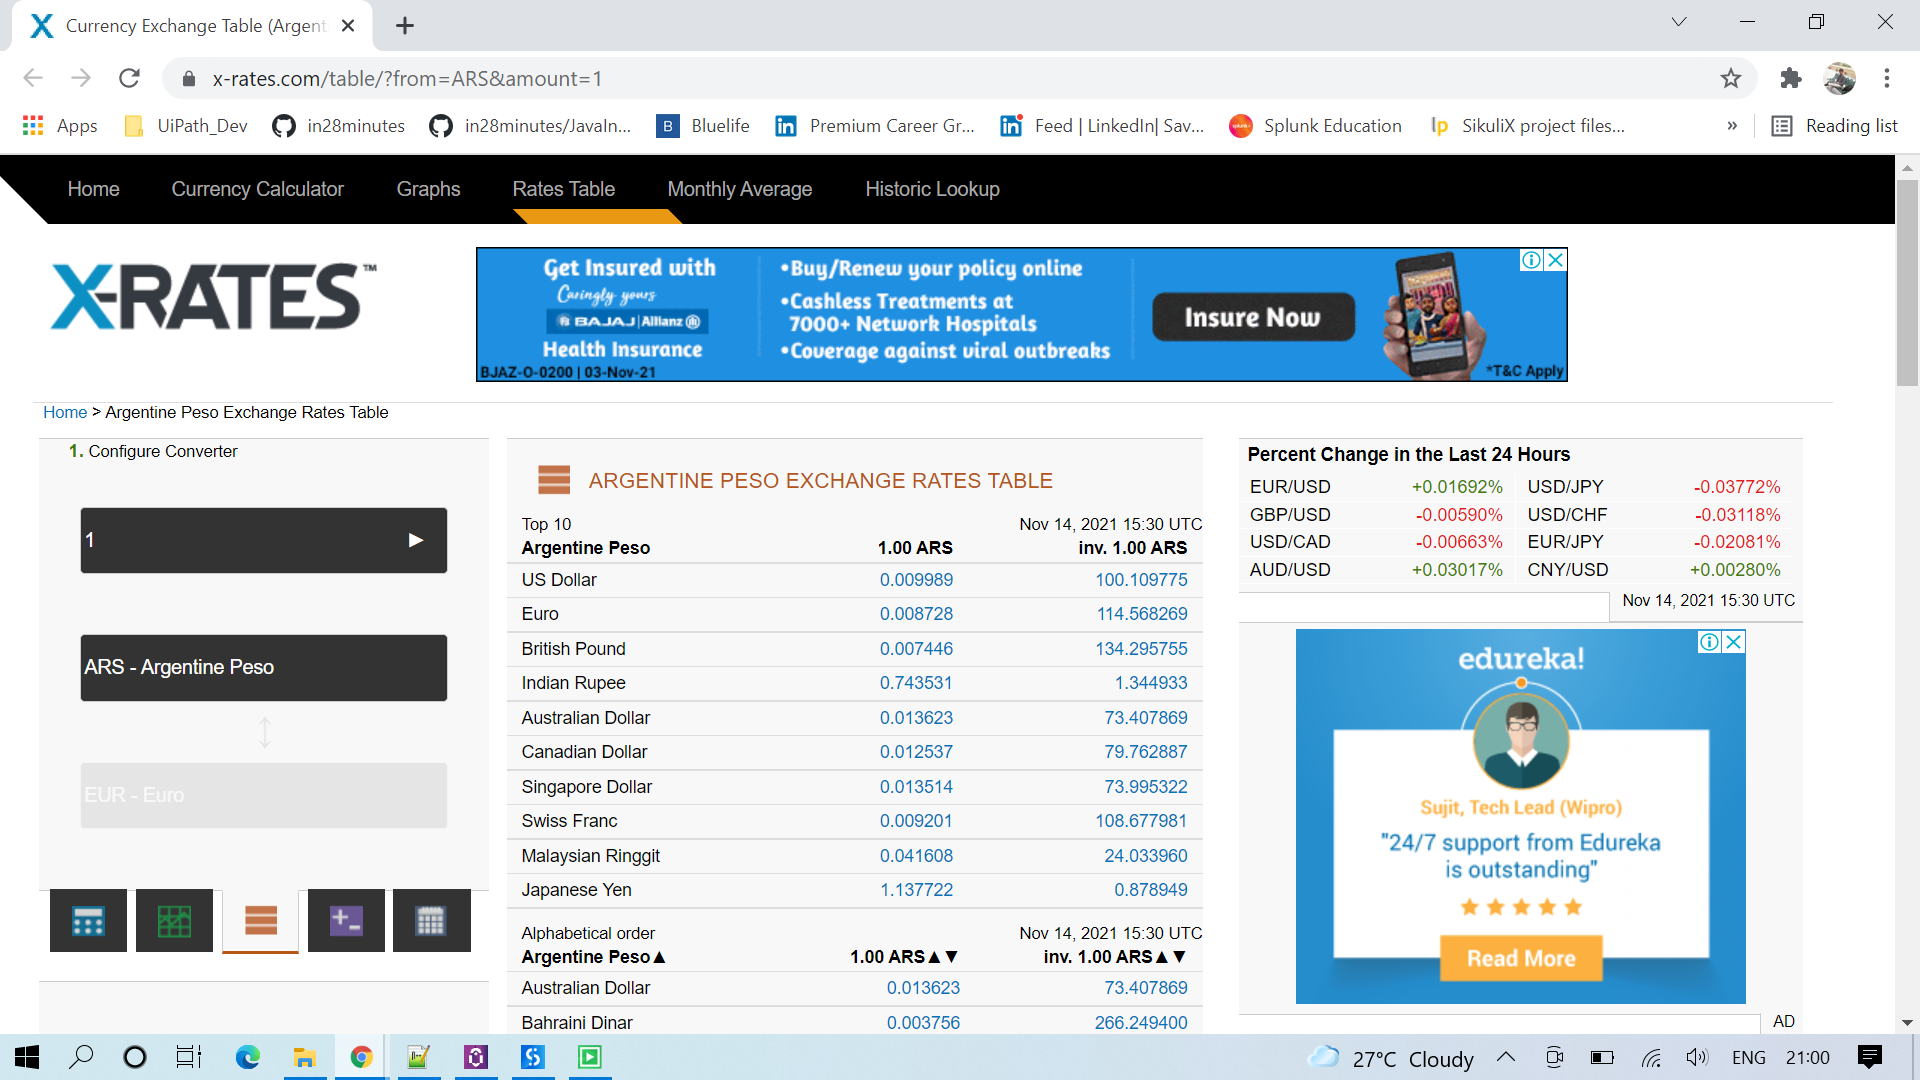 Currency Exchange Table (Argent
x-rates.com/table/?from=ARS&amount=1
Apps UiPath_Dev in28minutes in28minutes/JavaIn... Bluelife Premium Career Gr... Feed | LinkedIn| Sav... Splunk Education SikuliX project files... » Reading list
Home Currency Calculator Graphs Rates Table Monthly Average Historic Lookup
X-RATES™
Get Insured with
Caringly yours
BAJAJ | Allianz
Health Insurance
BJAZ-O-0200 | 03-Nov-21
•Buy/Renew your policy online
•Cashless Treatments at
7000+ Network Hospitals
•Coverage against viral outbreaks
Insure Now
*T&C Apply
Home > Argentine Peso Exchange Rates Table
1. Configure Converter
1
ARS - Argentine Peso
EUR - Euro
ARGENTINE PESO EXCHANGE RATES TABLE
Top 10 Nov 14, 2021 15:30 UTC
Argentine Peso 1.00 ARS inv. 1.00 ARS
US Dollar 0.009989 100.109775
Euro 0.008728 114.568269
British Pound 0.007446 134.295755
Indian Rupee 0.743531 1.344933
Australian Dollar 0.013623 73.407869
Canadian Dollar 0.012537 79.762887
Singapore Dollar 0.013514 73.995322
Swiss Franc 0.009201 108.677981
Malaysian Ringgit 0.041608 24.033960
Japanese Yen 1.137722 0.878949
Alphabetical order Nov 14, 2021 15:30 UTC
Argentine Peso▲ 1.00 ARS▲▼ inv. 1.00 ARS▲▼
Australian Dollar 0.013623 73.407869
Bahraini Dinar 0.003756 266.249400
Percent Change in the Last 24 Hours
EUR/USD +0.01692% USD/JPY -0.03772%
GBP/USD -0.00590% USD/CHF -0.03118%
USD/CAD -0.00663% EUR/JPY -0.02081%
AUD/USD +0.03017% CNY/USD +0.00280%
Nov 14, 2021 15:30 UTC
edureka!
Sujit, Tech Lead (Wipro)
"24/7 support from Edureka
is outstanding"
Read More
AD
27°C Cloudy ENG 21:00